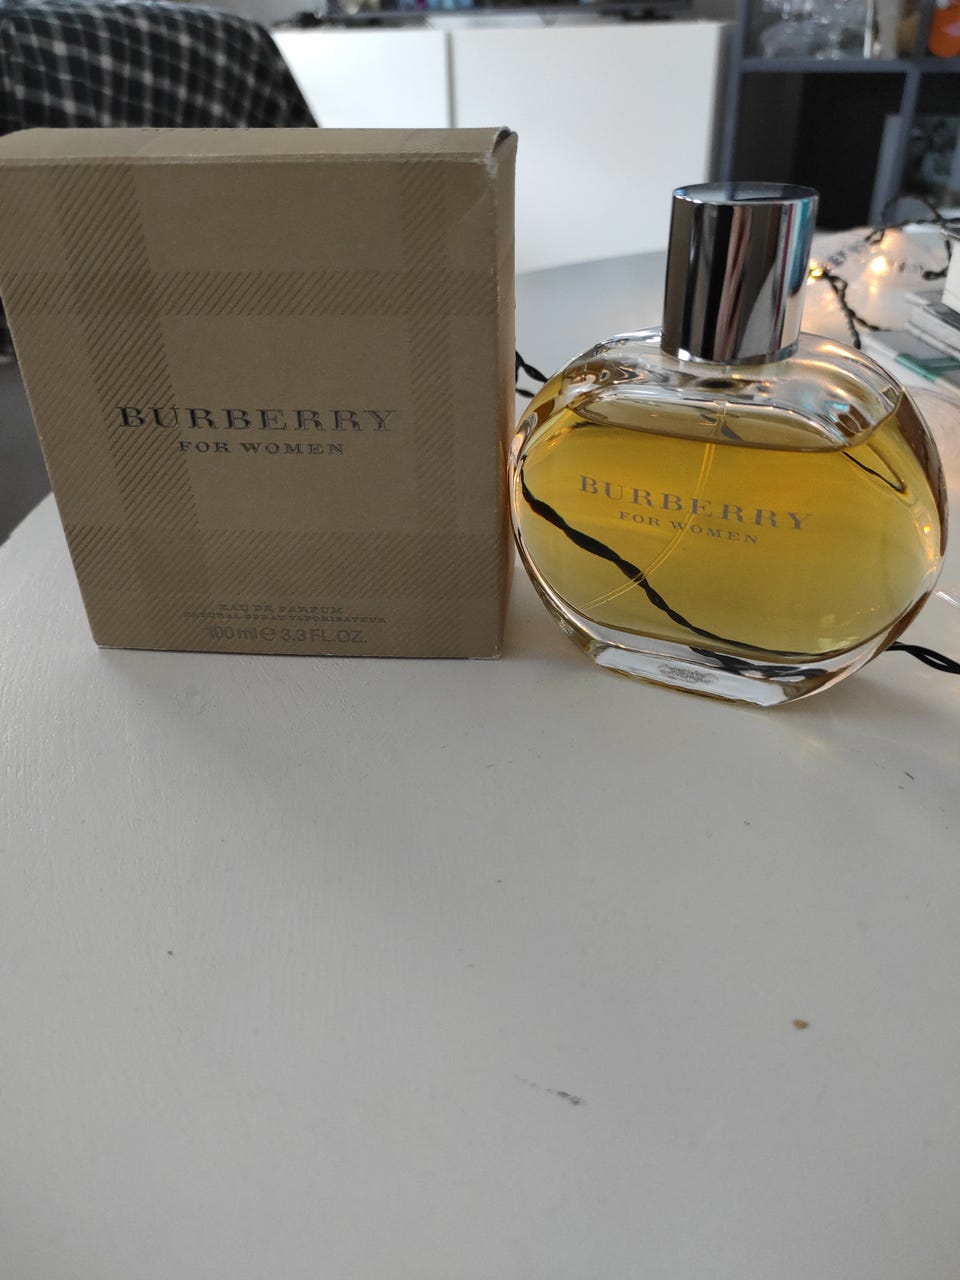 BURBERRY
FOR WOMEN
EAU DE PARFUM
NATURAL SPRAY VAPORISATEUR
100 ml ℮ 3.3 FL.OZ.
BURBERRY
FOR WOMEN